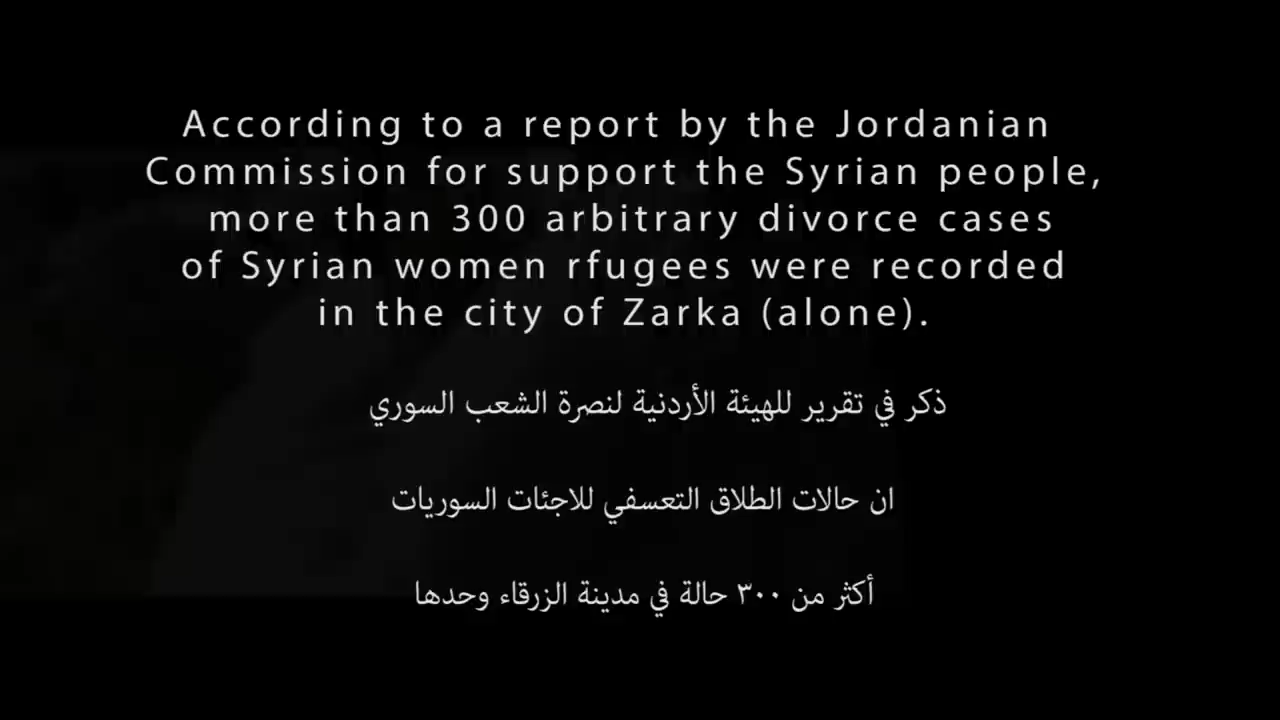 According to a report by the Jordanian
Commission for support the Syrian people,
more than 300 arbitrary divorce cases
of Syrian women rfugees were recorded
in the city of Zarka (alone).
ذكر في تقرير للهيئة الأردنية لنصرة الشعب السوري
ان حالات الطلاق التعسفي للاجئات السوريات
أكثر من ٣٠٠ حالة في مدينة الزرقاء وحدها